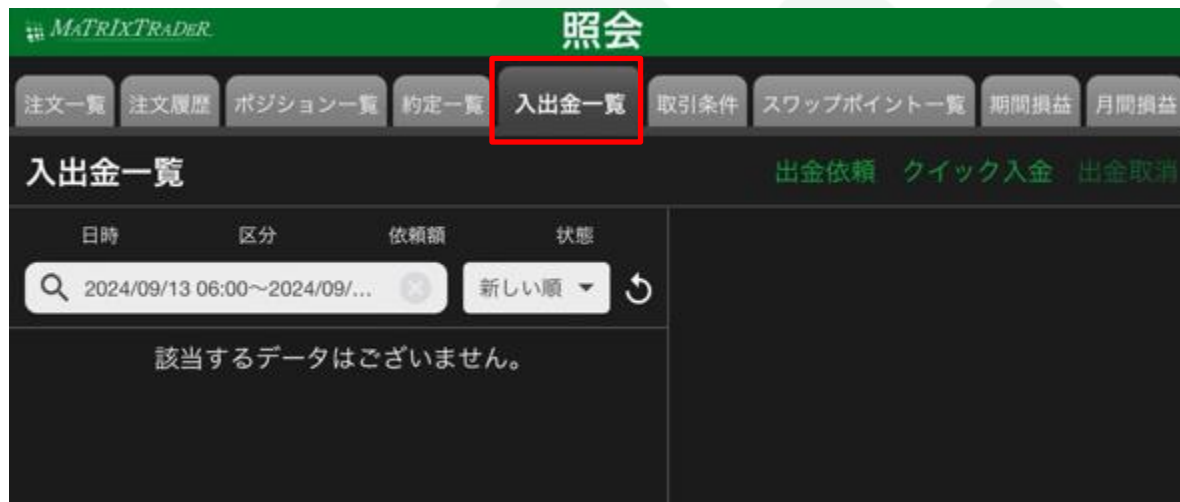 MATRIXTRADER
照会
注文一覧 注文履歴 ポジション一覧 約定一覧 入出金一覧 取引条件 スワップポイント一覧 期間損益 月間損益
入出金一覧 出金依頼 クイック入金 出金取消
日時 区分 依頼額 状態
2024/09/13 06:00～2024/09/... 新しい順
該当するデータはございません。